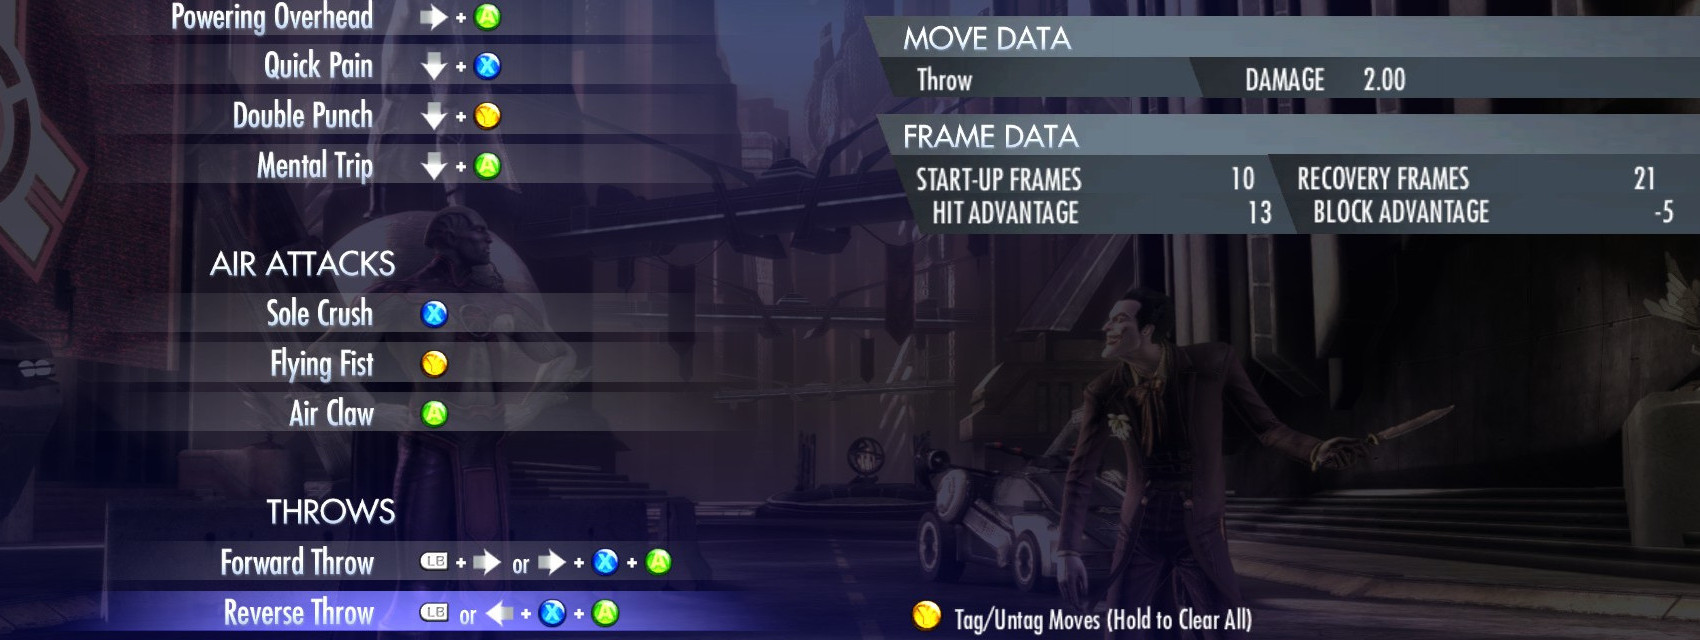 Powering Overhead → + A
Quick Pain ↓ + X
Double Punch ↓ + Y
Mental Trip ↓ + A
AIR ATTACKS
Sole Crush X
Flying Fist Y
Air Claw A
THROWS
Forward Throw LB + → or → + X + A
Reverse Throw LB or ← + X + A
MOVE DATA
Throw DAMAGE 2.00
FRAME DATA
START-UP FRAMES 10 RECOVERY FRAMES 21
HIT ADVANTAGE 13 BLOCK ADVANTAGE -5
Y Tag/Untag Moves (Hold to Clear All)